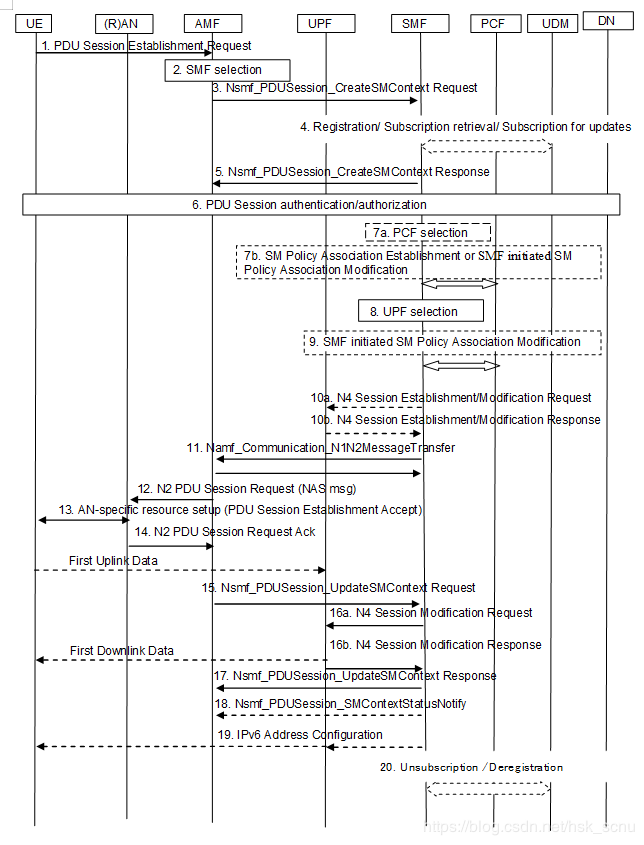 UE
(R)AN
AMF
UPF
SMF
PCF
UDM
DN
1. PDU Session Establishment Request
2. SMF selection
3. Nsmf_PDUSession_CreateSMContext Request
4. Registration/ Subscription retrieval/ Subscription for updates
5. Nsmf_PDUSession_CreateSMContext Response
6. PDU Session authentication/authorization
7a. PCF selection
7b. SM Policy Association Establishment or SMF initiated SM
Policy Association Modification
8. UPF selection
9. SMF initiated SM Policy Association Modification
10a. N4 Session Establishment/Modification Request
10b. N4 Session Establishment/Modification Response
11. Namf_Communication_N1N2MessageTransfer
12. N2 PDU Session Request (NAS msg)
13. AN-specific resource setup (PDU Session Establishment Accept)
14. N2 PDU Session Request Ack
First Uplink Data
15. Nsmf_PDUSession_UpdateSMContext Request
16a. N4 Session Modification Request
16b. N4 Session Modification Response
First Downlink Data
17. Nsmf_PDUSession_UpdateSMContext Response
18. Nsmf_PDUSession_SMContextStatusNotify
19. IPv6 Address Configuration
20. Unsubscription / Deregistration
https://blog.csdn.net/hsk_scnu